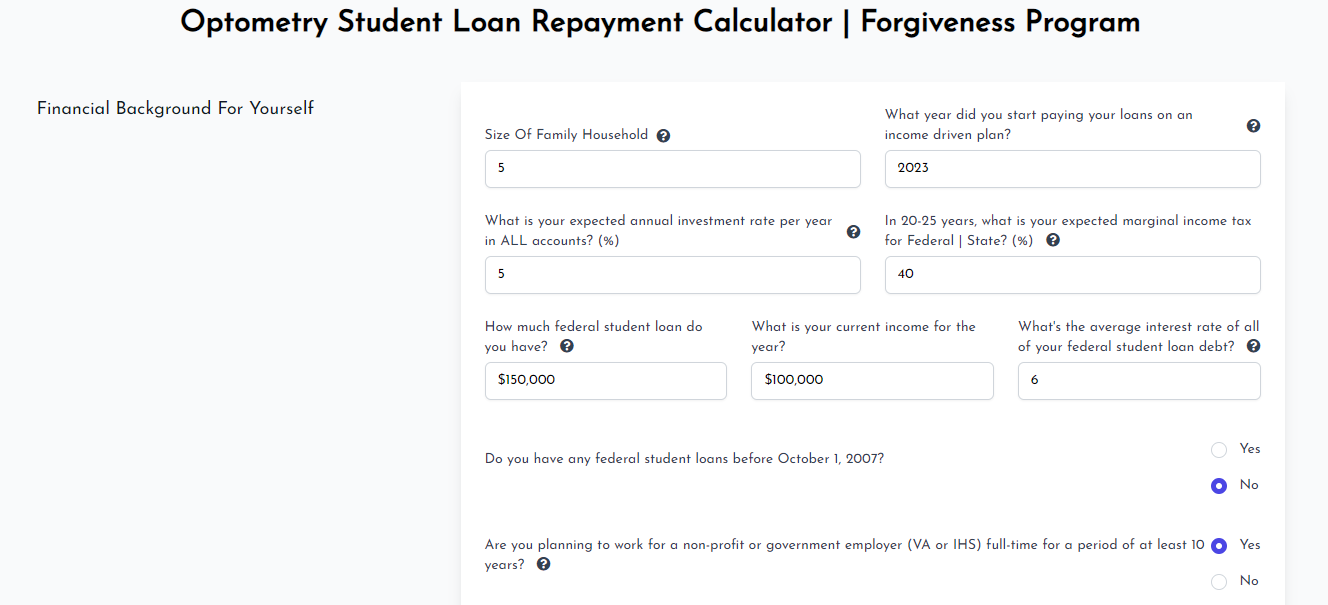 Optometry Student Loan Repayment Calculator | Forgiveness Program
Financial Background For Yourself
Size Of Family Household
5
What year did you start paying your loans on an
income driven plan?
2023
What is your expected annual investment rate per year
in ALL accounts? (%)
5
In 20-25 years, what is your expected marginal income tax
for Federal | State? (%)
40
How much federal student loan do
you have?
$150,000
What is your current income for the
year?
$100,000
What's the average interest rate of all
of your federal student loan debt?
6
Do you have any federal student loans before October 1, 2007?
Yes
No
Are you planning to work for a non-profit or government employer (VA or IHS) full-time for a period of at least 10
years?
Yes
No